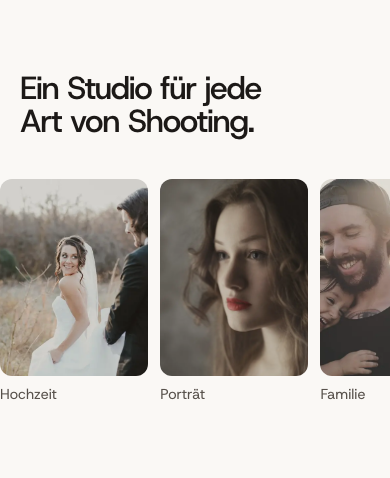 Ein Studio für jede
Art von Shooting.
Hochzeit
Porträt
Familie